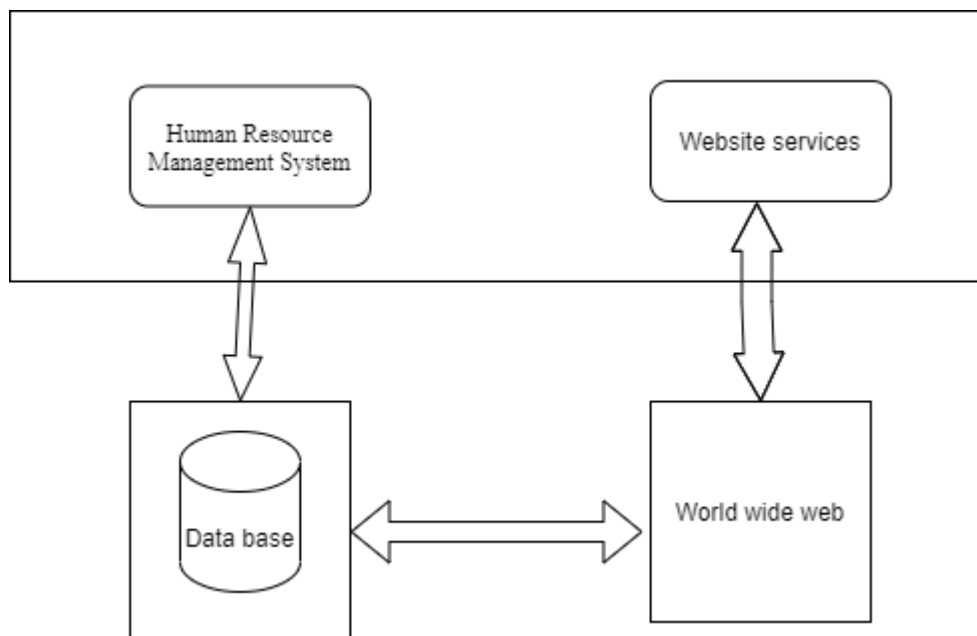 Human Resource
Management System
Website services
Data base
World wide web